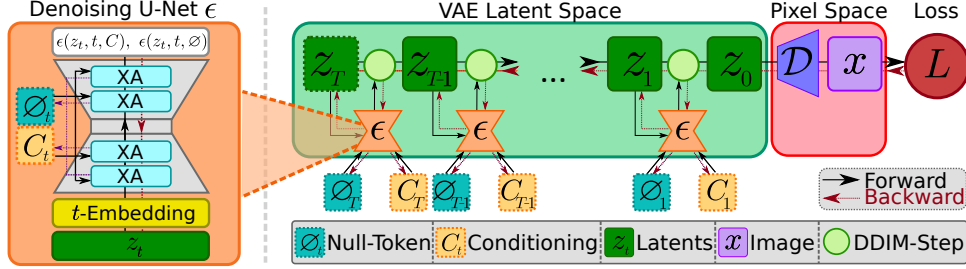 Denoising U-Net ϵ
ϵ(z_t, t, C), ϵ(z_t, t, ∅)
XA
XA
∅_t
C_t
XA
XA
t-Embedding
z_t
VAE Latent Space
Pixel Space
Loss
z_T
z_{T-1}
...
z_1
z_0
D
x
L
ϵ
ϵ
ϵ
∅_T
C_T
∅_{T-1}
C_{T-1}
∅_1
C_1
Forward
Backward
∅_t Null-Token
C_t Conditioning
z_t Latents
x Image
DDIM-Step